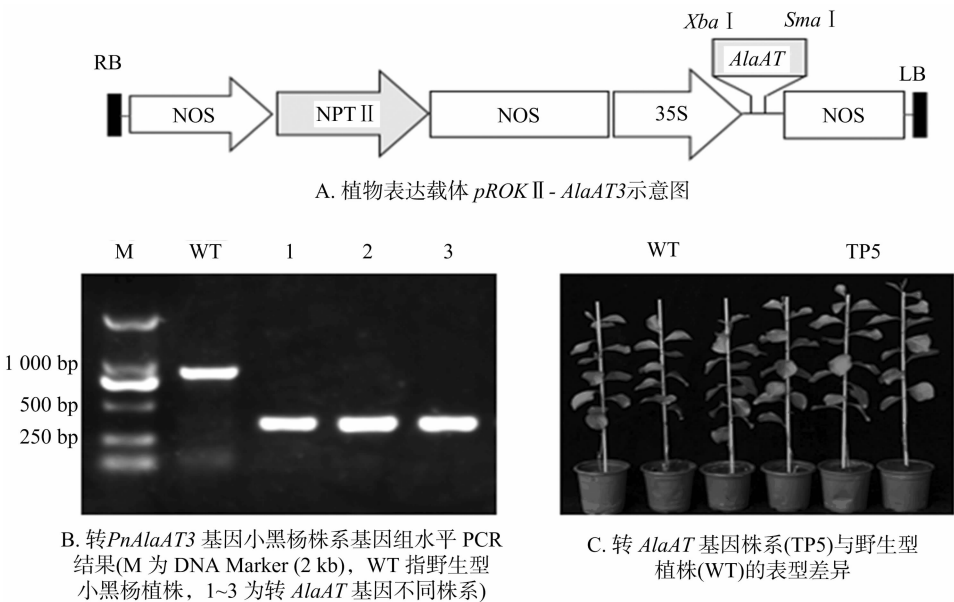 Xba Ⅰ Sma Ⅰ
RB AlaAT LB
NOS NPT Ⅱ NOS 35S NOS
A. 植物表达载体 pROKⅡ- AlaAT3示意图
M WT 1 2 3
1 000 bp
500 bp
250 bp
B. 转PnAlaAT3 基因小黑杨株系基因组水平 PCR
结果(M 为 DNA Marker (2 kb)，WT 指野生型
小黑杨植株，1~3 为转 AlaAT 基因不同株系)
WT TP5
C. 转 AlaAT 基因株系(TP5)与野生型
植株(WT)的表型差异